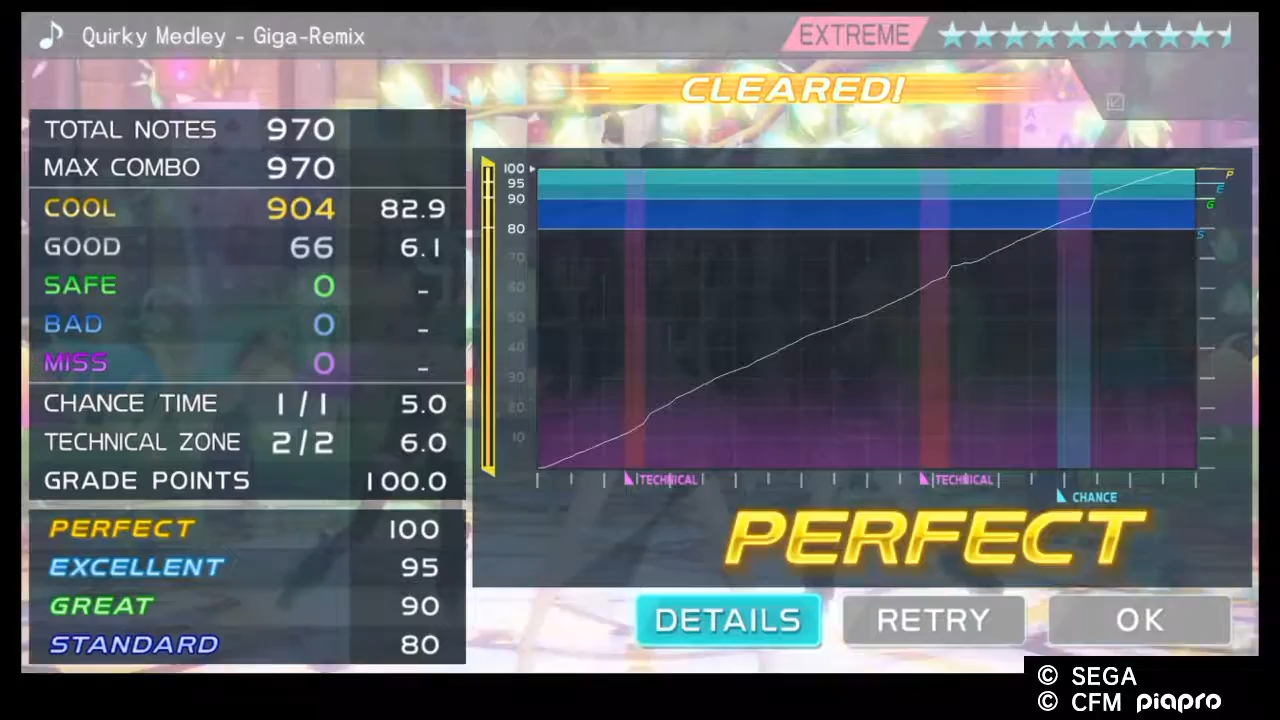 Quirky Medley - Giga-Remix
EXTREME
CLEARED!
TOTAL NOTES 970
MAX COMBO 970
COOL 904 82.9
GOOD 66 6.1
SAFE 0 -
BAD 0 -
MISS 0 -
CHANCE TIME 1/1 5.0
TECHNICAL ZONE 2/2 6.0
GRADE POINTS 100.0
PERFECT 100
EXCELLENT 95
GREAT 90
STANDARD 80
100
95
90
80
70
60
50
40
30
20
10
P
E
G
S
TECHNICAL
TECHNICAL
CHANCE
PERFECT
DETAILS
RETRY
OK
© SEGA
© CFM piapro